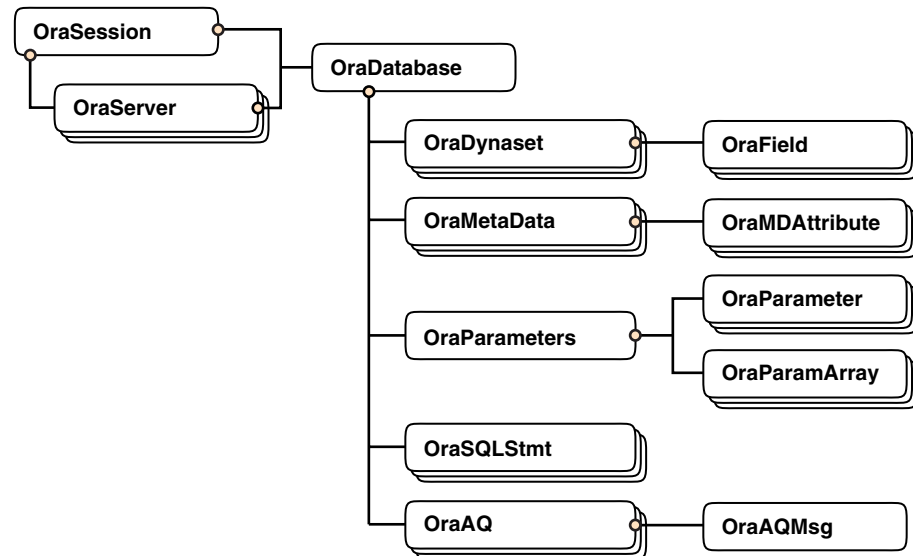 OraSession
OraServer
OraDatabase
OraDynaset
OraField
OraMetaData
OraMDAttribute
OraParameters
OraParameter
OraParamArray
OraSQLStmt
OraAQ
OraAQMsg